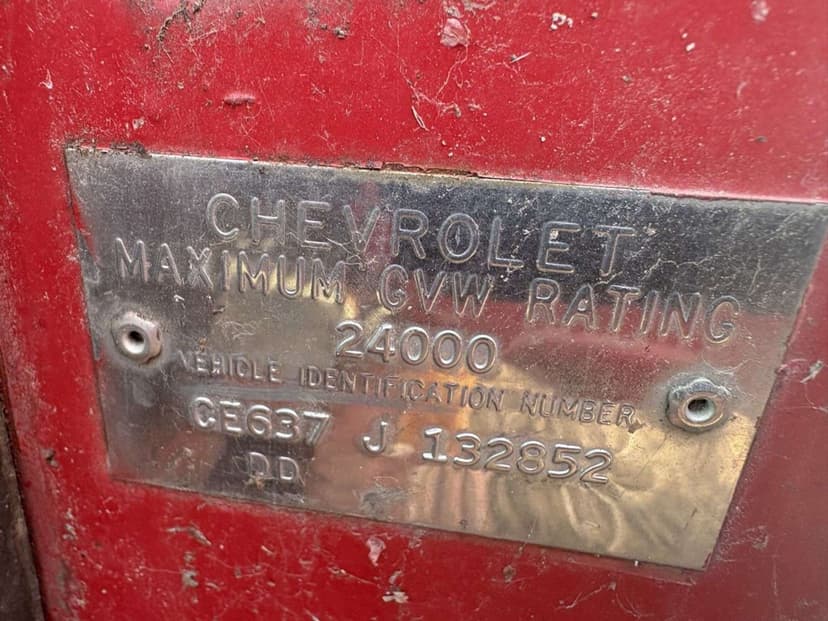 CHEVROLET
MAXIMUM GVW RATING
24000
VEHICLE IDENTIFICATION NUMBER
CE637 J 132852
DD